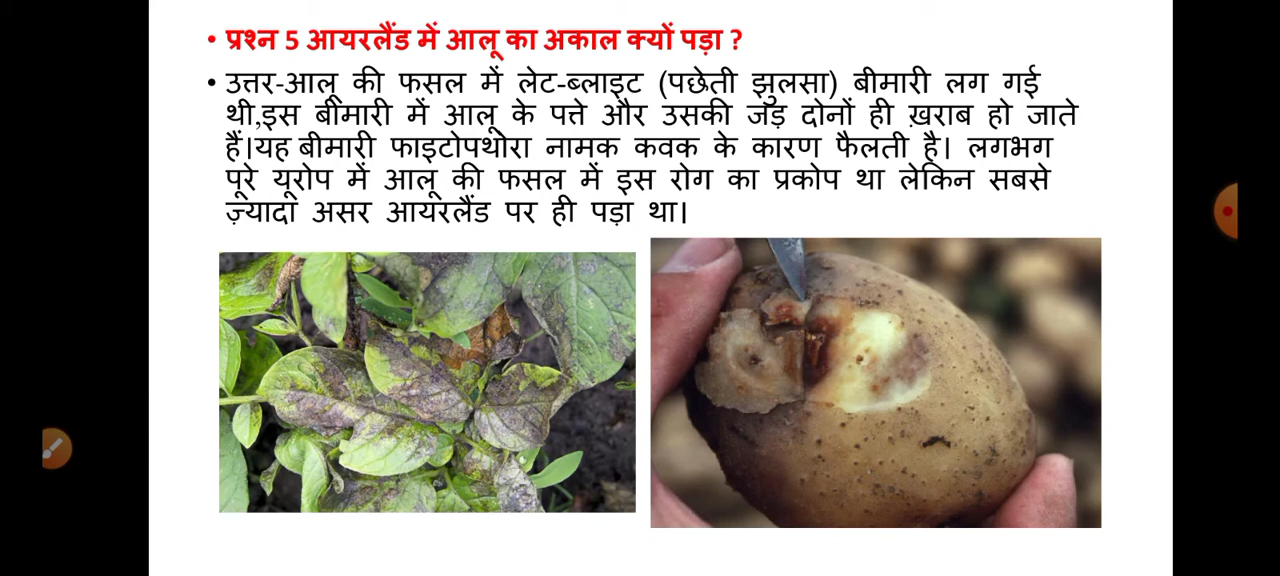 • प्रश्न 5 आयरलैंड में आलू का अकाल क्यों पड़ा ?
• उत्तर-आलू की फसल में लेट-ब्लाइट (पछेती झुलसा) बीमारी लग गई
थी,इस बीमारी में आलू के पत्ते और उसकी जड़ दोनों ही ख़राब हो जाते
हैं।यह बीमारी फाइटोपथोरा नामक कवक के कारण फैलती है। लगभग
पूरे यूरोप में आलू की फसल में इस रोग का प्रकोप था लेकिन सबसे
ज़्यादा असर आयरलैंड पर ही पड़ा था।